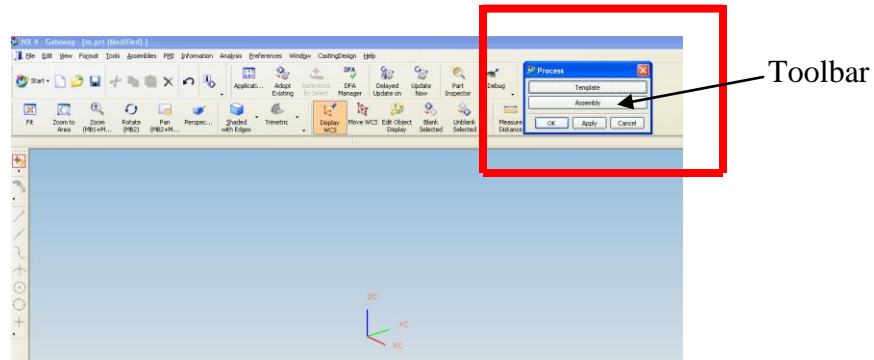 NX 4 - Gateway - [m.prt (Modified) ]
File Edit View Format Tools Assemblies PMI Information Analysis Preferences Window CastingDesign Help
Process
Toolbar
Template
Start
Applicati... Adopt Existing Reference by Select DFA Manager Delayed Update on Update Now Part Inspector Debug
Assembly
Fit Zoom to Area Zoom (MB1+M... Rotate (MB2) Pan (MB2+M... Perspec... Shaded with Edges Trimetric Display WCS Move WCS Edit Object Display Blank Selected Unblank Selected Measure Distance
OK Apply Cancel
ZC
YC
XC